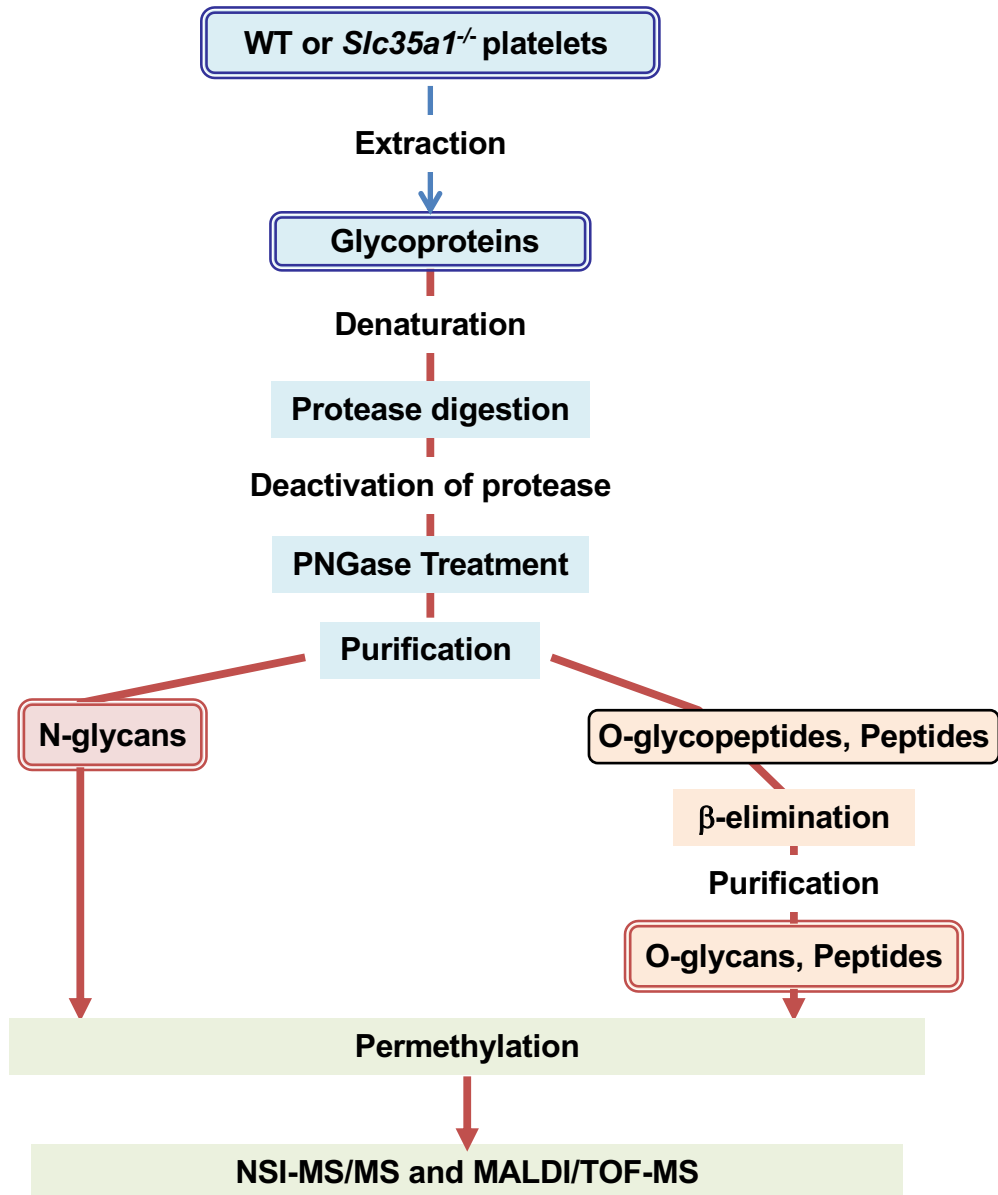 WT or Slc35a1-/- platelets
Extraction
Glycoproteins
Denaturation
Protease digestion
Deactivation of protease
PNGase Treatment
Purification
N-glycans
O-glycopeptides, Peptides
β-elimination
Purification
O-glycans, Peptides
Permethylation
NSI-MS/MS and MALDI/TOF-MS